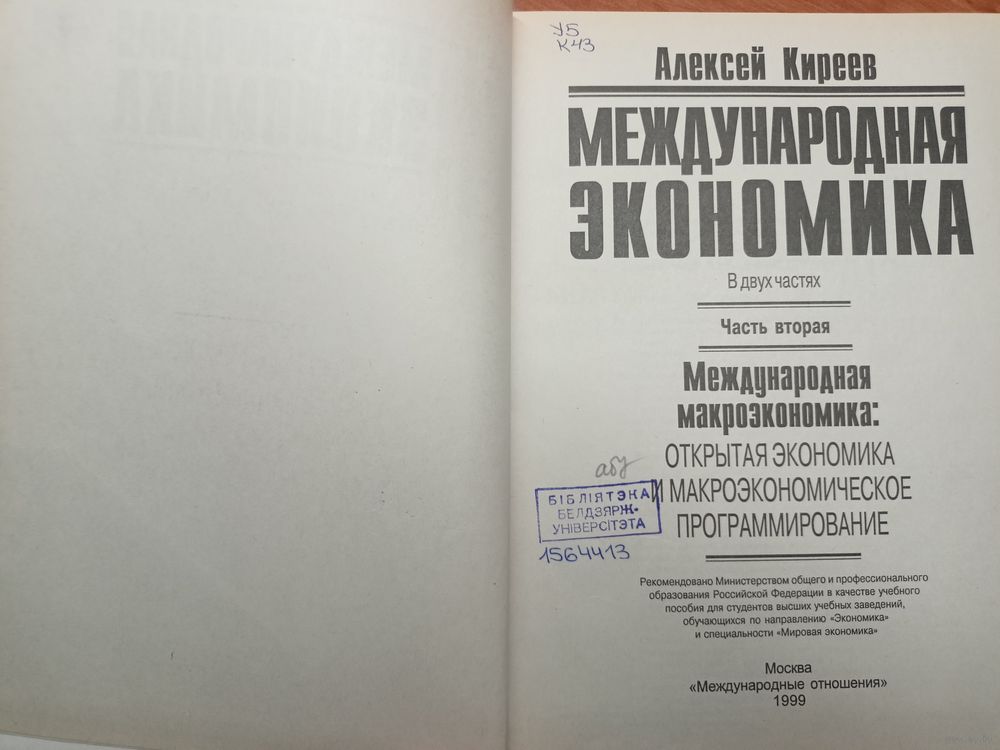 У5
К43
Алексей Киреев
МЕЖДУНАРОДНАЯ
ЭКОНОМИКА
В двух частях
Часть вторая
Международная
макроэкономика:
ОТКРЫТАЯ ЭКОНОМИКА
И МАКРОЭКОНОМИЧЕСКОЕ
ПРОГРАММИРОВАНИЕ
абу
БІБЛІЯТЭКА
БЕЛДЗЯРЖ-
УНІВЕРСІТЭТА
1564413
Рекомендовано Министерством общего и профессионального
образования Российской Федерации в качестве учебного
пособия для студентов высших учебных заведений,
обучающихся по направлению «Экономика»
и специальности «Мировая экономика»
Москва
«Международные отношения»
1999